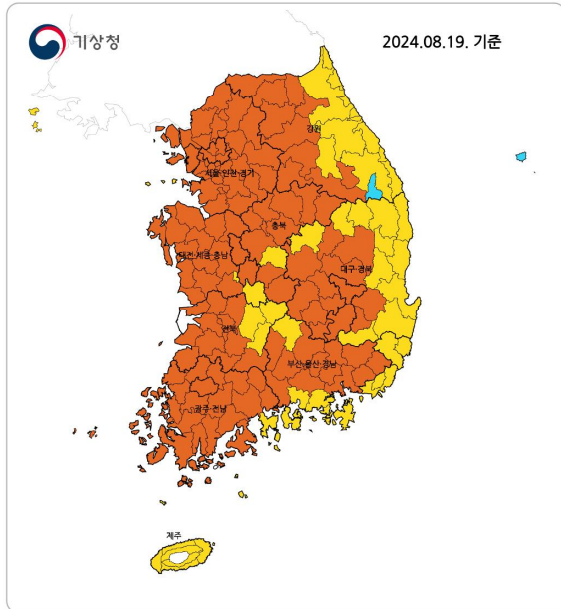 기상청
2024.08.19. 기준
강원
서울·인천·경기
충북
대전·세종·충남
대구·경북
전북
부산·울산·경남
광주·전남
제주